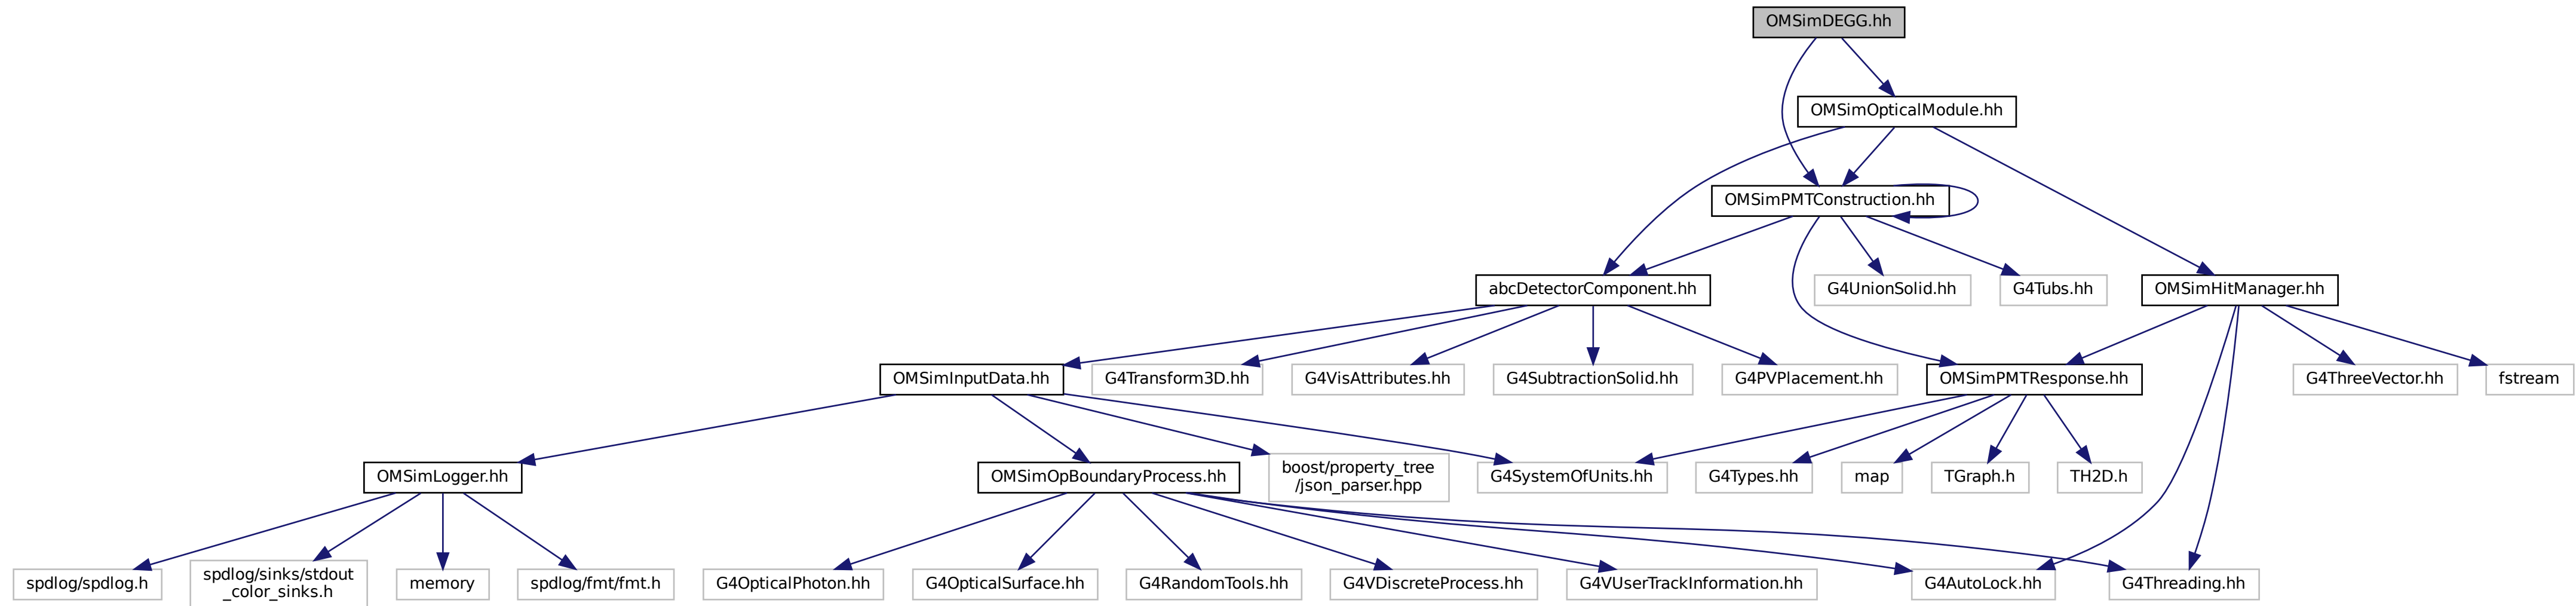 OMSimDEGG.hh
OMSimOpticalModule.hh
OMSimPMTConstruction.hh
abcDetectorComponent.hh
G4UnionSolid.hh
G4Tubs.hh
OMSimHitManager.hh
OMSimInputData.hh
G4Transform3D.hh
G4VisAttributes.hh
G4SubtractionSolid.hh
G4PVPlacement.hh
OMSimPMTResponse.hh
G4ThreeVector.hh
fstream
OMSimLogger.hh
OMSimOpBoundaryProcess.hh
boost/property_tree
/json_parser.hpp
G4SystemOfUnits.hh
G4Types.hh
map
TGraph.h
TH2D.h
spdlog/spdlog.h
spdlog/sinks/stdout
_color_sinks.h
memory
spdlog/fmt/fmt.h
G4OpticalPhoton.hh
G4OpticalSurface.hh
G4RandomTools.hh
G4VDiscreteProcess.hh
G4VUserTrackInformation.hh
G4AutoLock.hh
G4Threading.hh